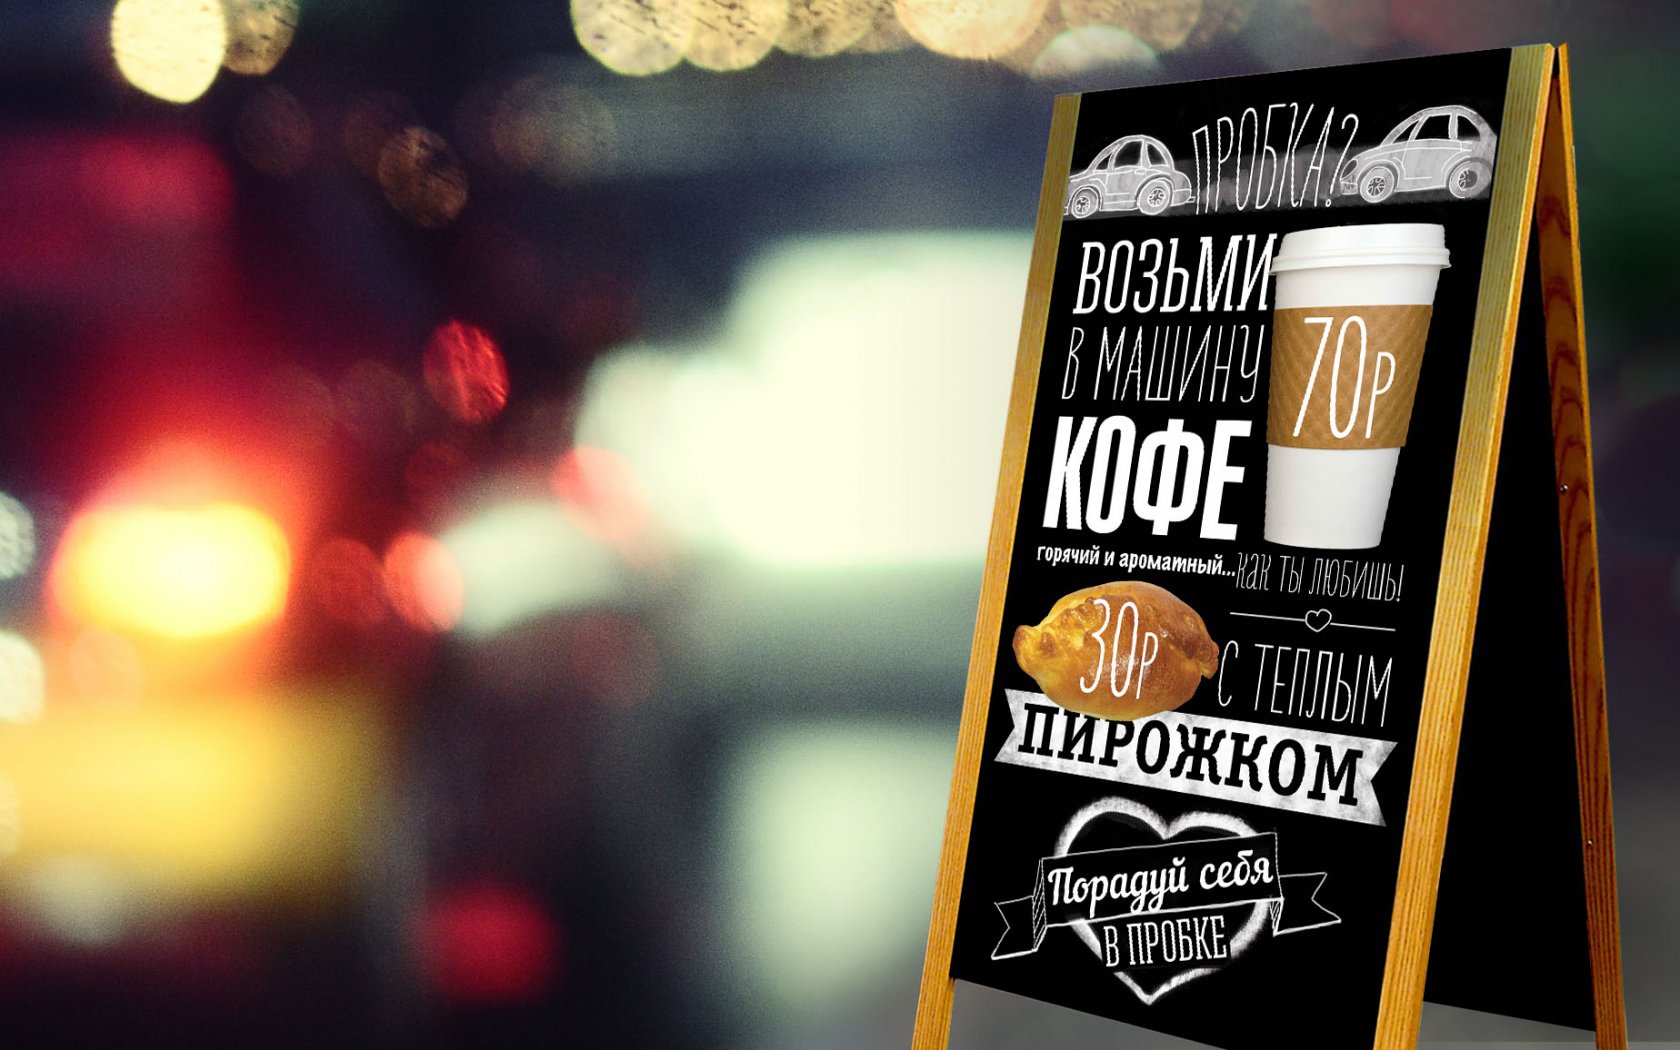 ПРОБКА?
ВОЗЬМИ
В МАШИНУ
70Р
КОФЕ
горячий и ароматный...как ты любишь!
30Р
С ТЕПЛЫМ
ПИРОЖКОМ
Порадуй себя
В ПРОБКЕ